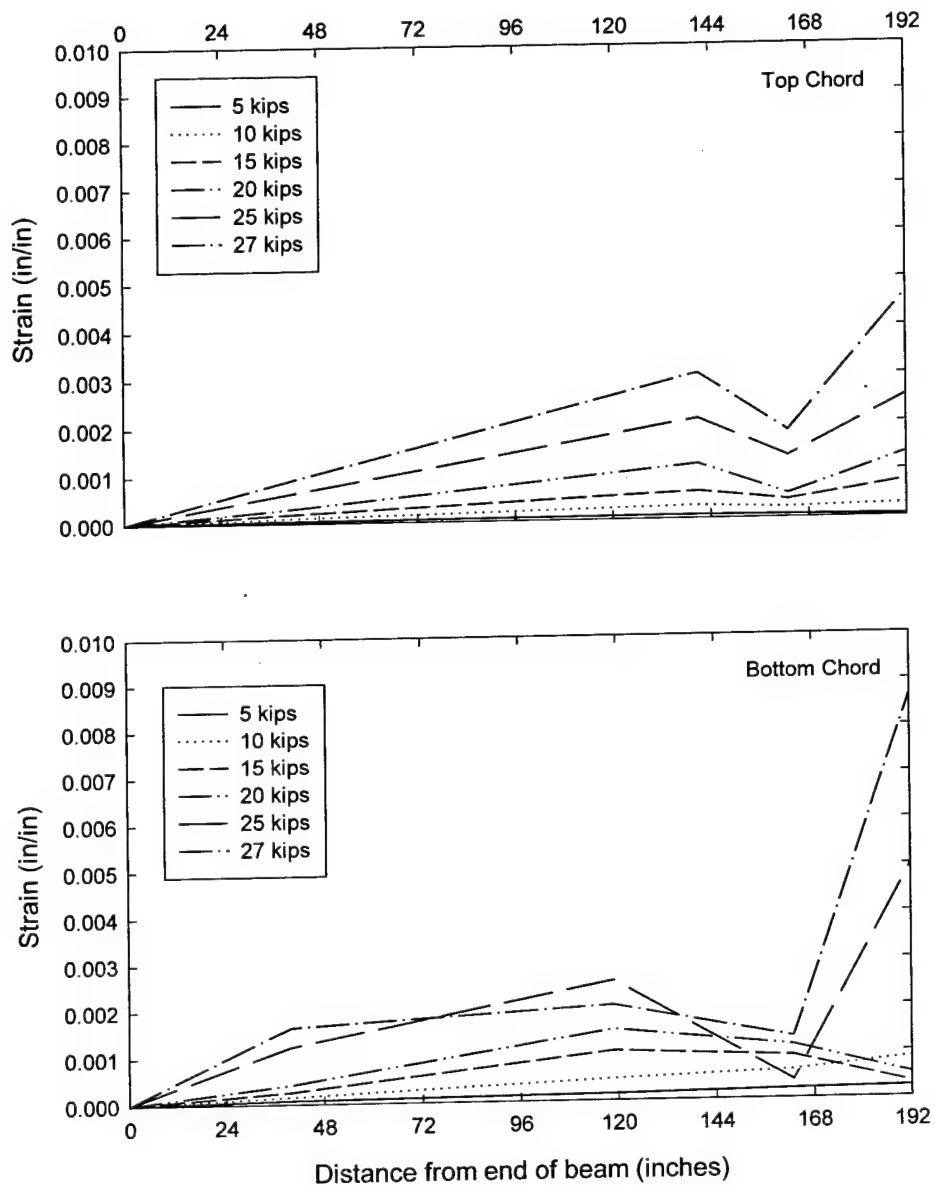 0 24 48 72 96 120 144 168 192
Top Chord
0.010
0.009
0.008
0.007
0.006
0.005
0.004
0.003
0.002
0.001
0.000
Strain (in/in)
5 kips
10 kips
15 kips
20 kips
25 kips
27 kips
Bottom Chord
0.010
0.009
0.008
0.007
0.006
0.005
0.004
0.003
0.002
0.001
0.000
Strain (in/in)
5 kips
10 kips
15 kips
20 kips
25 kips
27 kips
0 24 48 72 96 120 144 168 192
Distance from end of beam (inches)